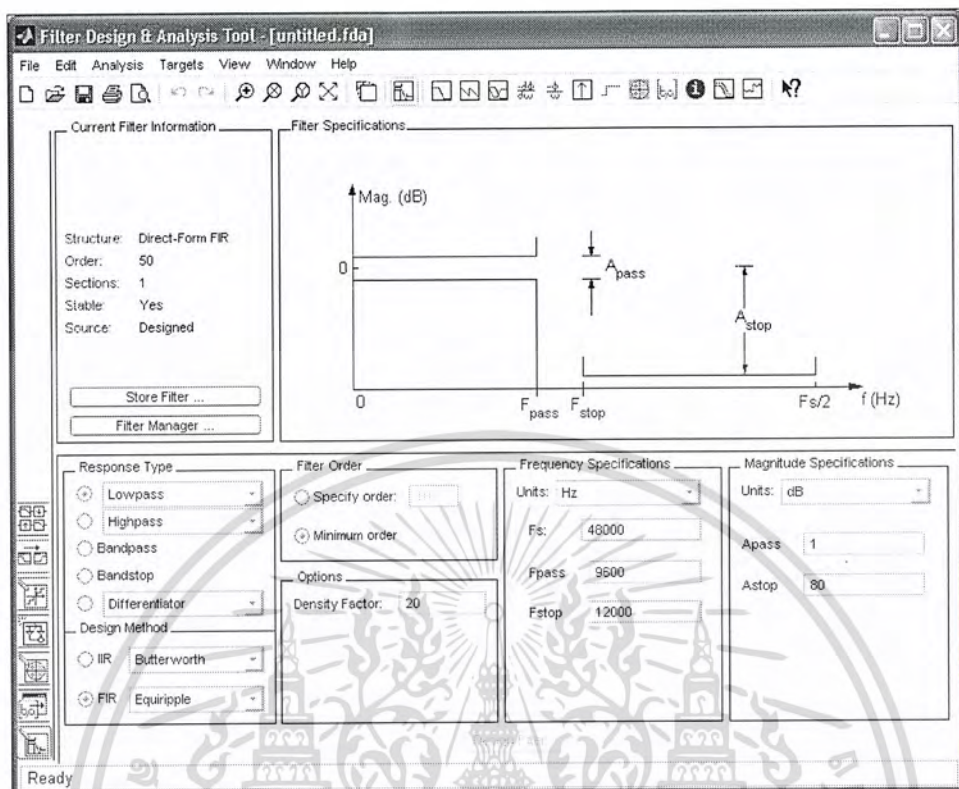 Filter Design & Analysis Tool - [untitled.fda]
File Edit Analysis Targets View Window Help
Current Filter Information
Structure: Direct-Form FIR
Order: 50
Sections: 1
Stable: Yes
Source: Designed
Store Filter ...
Filter Manager ...
Filter Specifications
Mag. (dB)
0
Apass
Astop
0
Fpass
Fstop
Fs/2
f (Hz)
Response Type
Lowpass
Highpass
Bandpass
Bandstop
Differentiator
Design Method
IIR Butterworth
FIR Equiripple
Filter Order
Specify order:
Minimum order
Options
Density Factor: 20
Frequency Specifications
Units: Hz
Fs: 48000
Fpass 9600
Fstop 12000
Magnitude Specifications
Units: dB
Apass 1
Astop 80
Ready